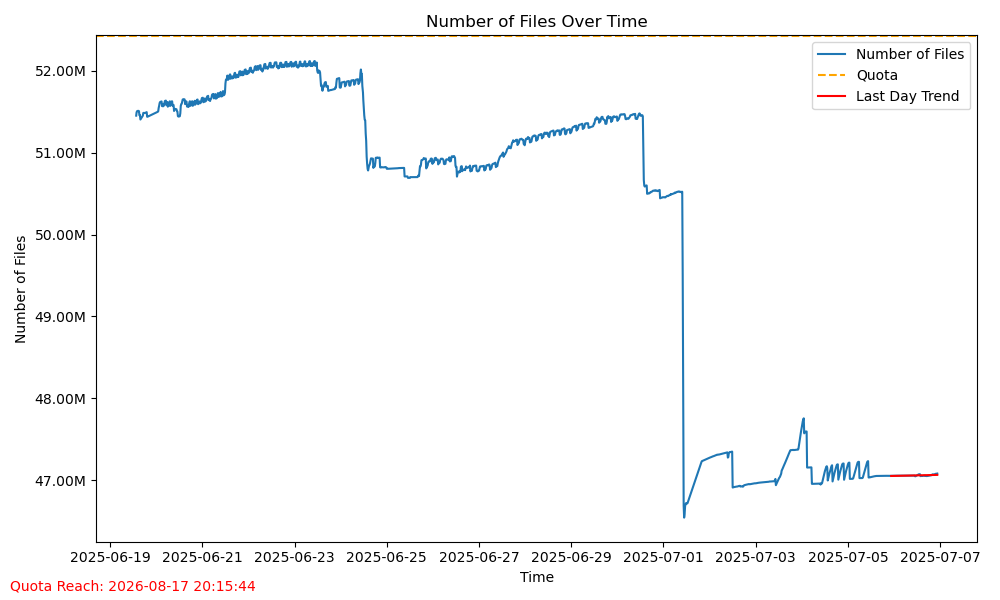 Number of Files Over Time
Number of Files
Quota
Last Day Trend
52.00M
51.00M
50.00M
49.00M
48.00M
47.00M
Number of Files
2025-06-19 2025-06-21 2025-06-23 2025-06-25 2025-06-27 2025-06-29 2025-07-01 2025-07-03 2025-07-05 2025-07-07
Time
Quota Reach: 2026-08-17 20:15:44